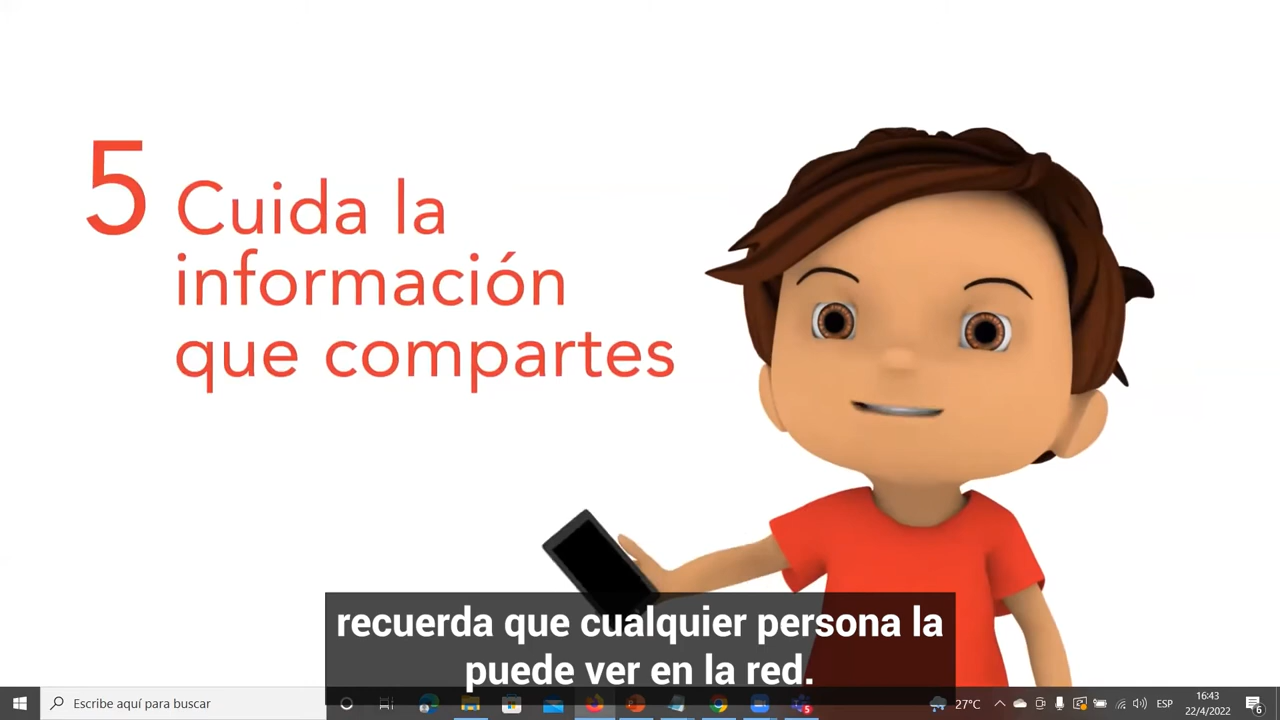 5 Cuida la
información
que compartes
recuerda que cualquier persona la
puede ver en la red.
Escribe aquí para buscar
27°C
ESP
16:43
22/4/2022
6